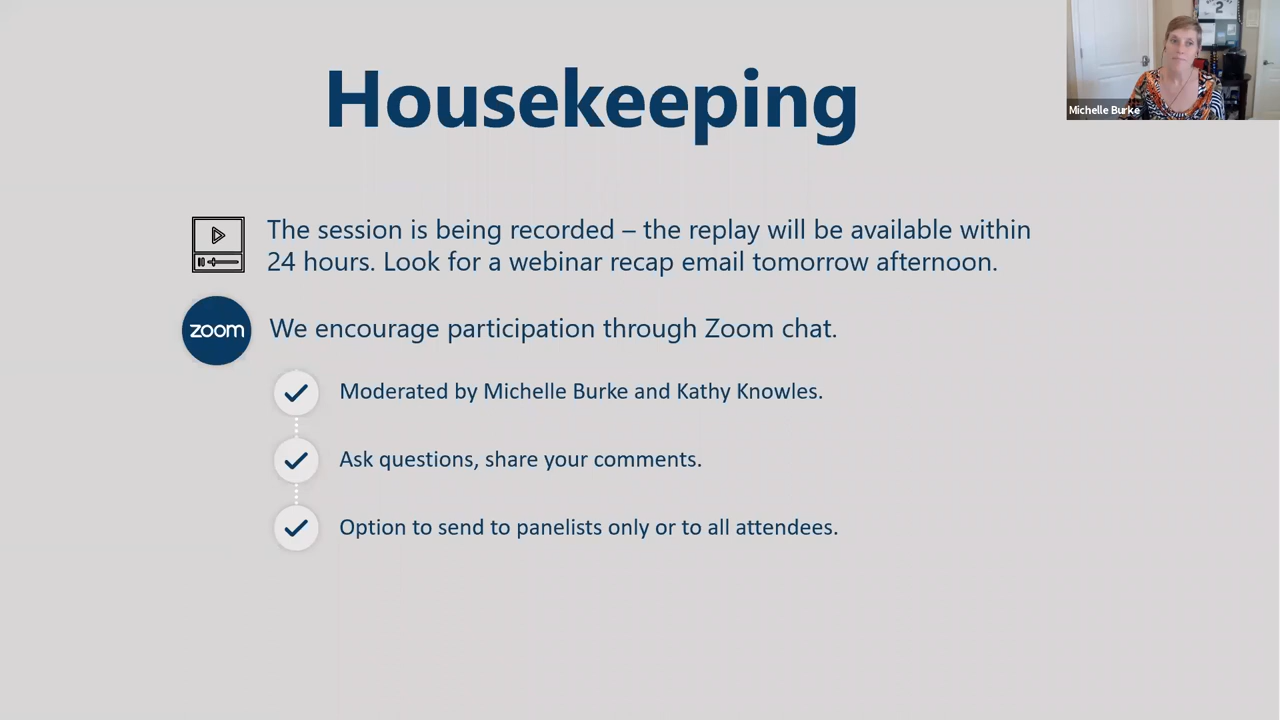 Housekeeping
2
Michelle Burke
The session is being recorded – the replay will be available within
24 hours. Look for a webinar recap email tomorrow afternoon.
zoom
We encourage participation through Zoom chat.
Moderated by Michelle Burke and Kathy Knowles.
Ask questions, share your comments.
Option to send to panelists only or to all attendees.